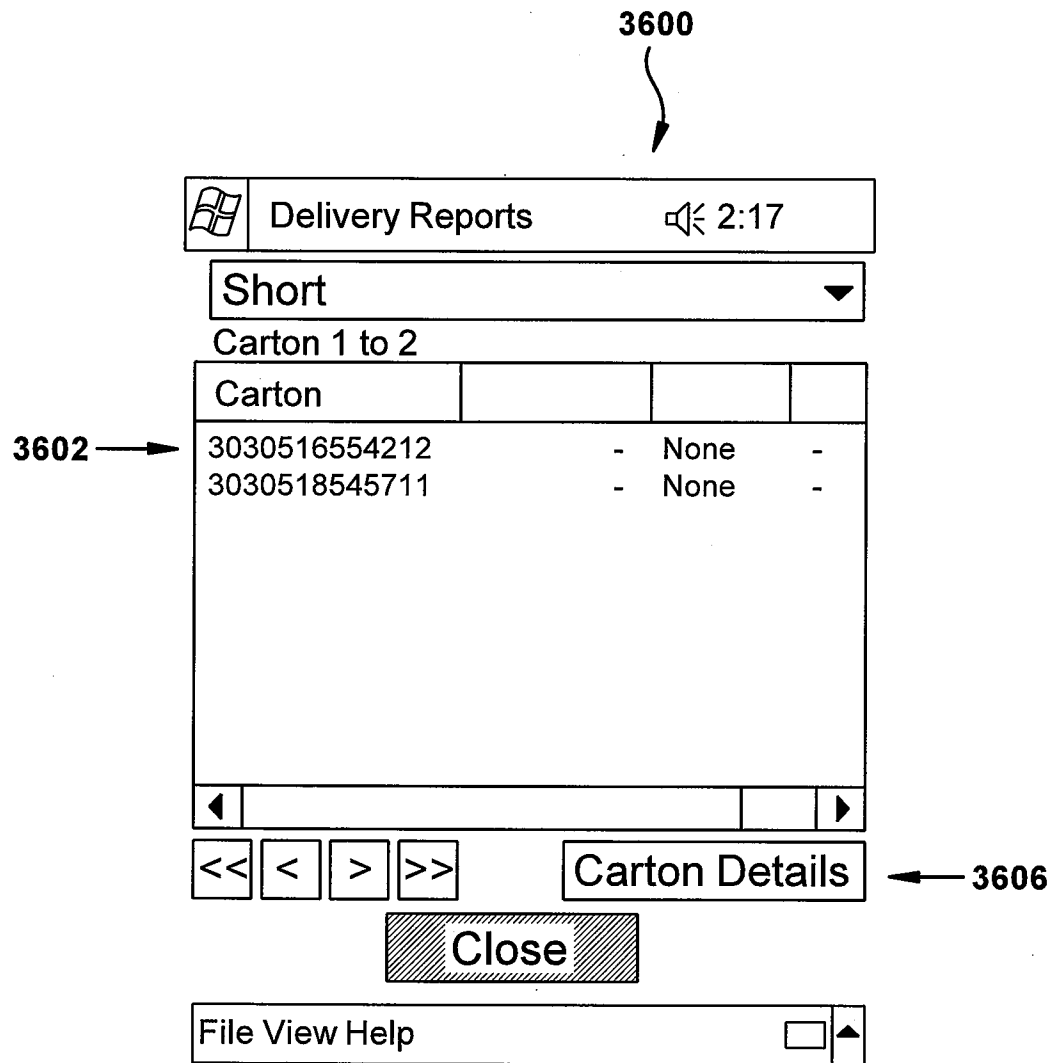 3600
Delivery Reports 2:17
Short
Carton 1 to 2
Carton
3602
3030516554212 - None -
3030518545711 - None -
<< < > >> Carton Details
3606
Close
File View Help